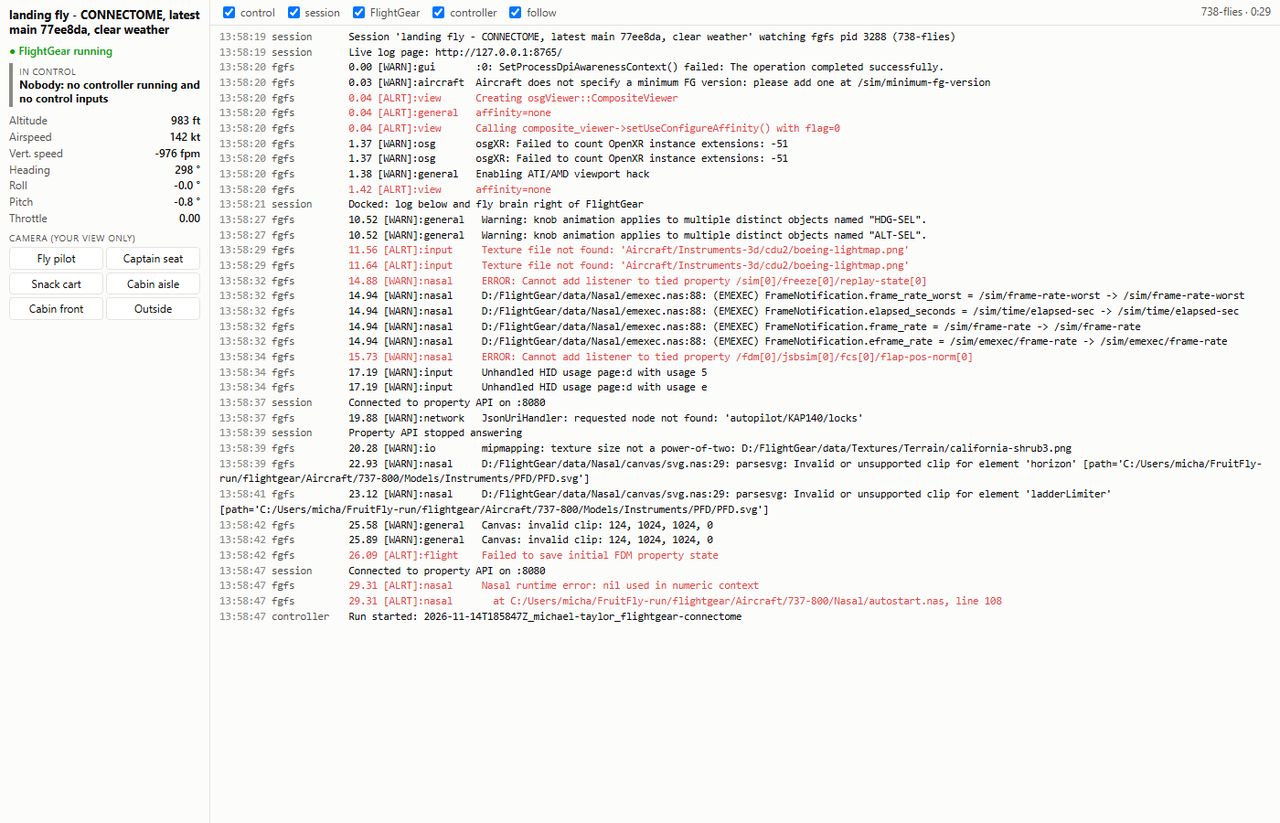 landing fly - CONNECTOME, latest main 77ee8da, clear weather
● FlightGear running
IN CONTROL
Nobody: no controller running and no control inputs
Altitude 983 ft
Airspeed 142 kt
Vert. speed -976 fpm
Heading 298 °
Roll -0.0 °
Pitch -0.8 °
Throttle 0.00
CAMERA (YOUR VIEW ONLY)
Fly pilot Captain seat
Snack cart Cabin aisle
Cabin front Outside
control session FlightGear controller follow 738-flies · 0:29
13:58:19 session Session 'landing fly - CONNECTOME, latest main 77ee8da, clear weather' watching fgfs pid 3288 (738-flies)
13:58:19 session Live log page: http://127.0.0.1:8765/
13:58:20 fgfs 0.00 [WARN]:gui :0: SetProcessDpiAwarenessContext() failed: The operation completed successfully.
13:58:20 fgfs 0.03 [WARN]:aircraft Aircraft does not specify a minimum FG version: please add one at /sim/minimum-fg-version
13:58:20 fgfs 0.04 [ALRT]:view Creating osgViewer::CompositeViewer
13:58:20 fgfs 0.04 [ALRT]:general affinity=none
13:58:20 fgfs 0.04 [ALRT]:view Calling composite_viewer->setUseConfigureAffinity() with flag=0
13:58:20 fgfs 1.37 [WARN]:osg osgXR: Failed to count OpenXR instance extensions: -51
13:58:20 fgfs 1.37 [WARN]:osg osgXR: Failed to count OpenXR instance extensions: -51
13:58:20 fgfs 1.38 [WARN]:general Enabling ATI/AMD viewport hack
13:58:20 fgfs 1.42 [ALRT]:view affinity=none
13:58:21 session Docked: log below and fly brain right of FlightGear
13:58:27 fgfs 10.52 [WARN]:general Warning: knob animation applies to multiple distinct objects named "HDG-SEL".
13:58:27 fgfs 10.52 [WARN]:general Warning: knob animation applies to multiple distinct objects named "ALT-SEL".
13:58:29 fgfs 11.56 [ALRT]:input Texture file not found: 'Aircraft/Instruments-3d/cdu2/boeing-lightmap.png'
13:58:29 fgfs 11.64 [ALRT]:input Texture file not found: 'Aircraft/Instruments-3d/cdu2/boeing-lightmap.png'
13:58:32 fgfs 14.88 [ALRT]:nasal ERROR: Cannot add listener to tied property /sim[0]/freeze[0]/replay-state[0]
13:58:32 fgfs 14.94 [WARN]:nasal D:/FlightGear/data/Nasal/emexec.nas:88: (EMEXEC) FrameNotification.frame_rate_worst = /sim/frame-rate-worst -> /sim/frame-rate-worst
13:58:32 fgfs 14.94 [WARN]:nasal D:/FlightGear/data/Nasal/emexec.nas:88: (EMEXEC) FrameNotification.elapsed_seconds = /sim/time/elapsed-sec -> /sim/time/elapsed-sec
13:58:32 fgfs 14.94 [WARN]:nasal D:/FlightGear/data/Nasal/emexec.nas:88: (EMEXEC) FrameNotification.frame_rate = /sim/frame-rate -> /sim/frame-rate
13:58:32 fgfs 14.94 [WARN]:nasal D:/FlightGear/data/Nasal/emexec.nas:88: (EMEXEC) FrameNotification.eframe_rate = /sim/emexec/frame-rate -> /sim/emexec/frame-rate
13:58:34 fgfs 15.73 [ALRT]:nasal ERROR: Cannot add listener to tied property /fdm[0]/jsbsim[0]/fcs[0]/flap-pos-norm[0]
13:58:34 fgfs 17.19 [WARN]:input Unhandled HID usage page:d with usage 5
13:58:34 fgfs 17.19 [WARN]:input Unhandled HID usage page:d with usage e
13:58:37 session Connected to property API on :8080
13:58:37 fgfs 19.88 [WARN]:network JsonUriHandler: requested node not found: 'autopilot/KAP140/locks'
13:58:39 session Property API stopped answering
13:58:39 fgfs 20.28 [WARN]:io mipmapping: texture size not a power-of-two: D:/FlightGear/data/Textures/Terrain/california-shrub3.png
13:58:39 fgfs 22.93 [WARN]:nasal D:/FlightGear/data/Nasal/canvas/svg.nas:29: parsesvg: Invalid or unsupported clip for element 'horizon' [path='C:/Users/micha/FruitFly-
run/flightgear/Aircraft/737-800/Models/Instruments/PFD/PFD.svg']
13:58:41 fgfs 23.12 [WARN]:nasal D:/FlightGear/data/Nasal/canvas/svg.nas:29: parsesvg: Invalid or unsupported clip for element 'ladderLimiter'
[path='C:/Users/micha/FruitFly-run/flightgear/Aircraft/737-800/Models/Instruments/PFD/PFD.svg']
13:58:42 fgfs 25.58 [WARN]:general Canvas: invalid clip: 124, 1024, 1024, 0
13:58:42 fgfs 25.89 [WARN]:general Canvas: invalid clip: 124, 1024, 1024, 0
13:58:42 fgfs 26.09 [ALRT]:flight Failed to save initial FDM property state
13:58:47 session Connected to property API on :8080
13:58:47 fgfs 29.31 [ALRT]:nasal Nasal runtime error: nil used in numeric context
13:58:47 fgfs 29.31 [ALRT]:nasal at C:/Users/micha/FruitFly-run/flightgear/Aircraft/737-800/Nasal/autostart.nas, line 108
13:58:47 controller Run started: 2026-11-14T185847Z_michael-taylor_flightgear-connectome